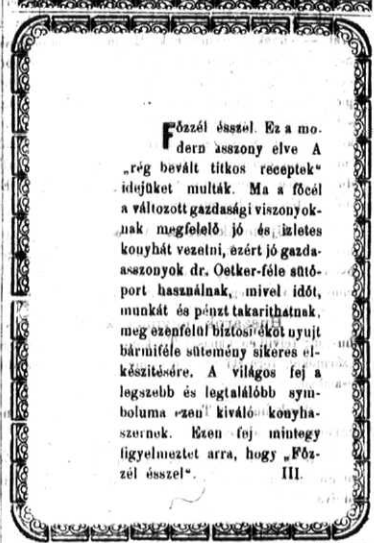 Főzzél ésszel. Ez a mo-
dern asszony elve A
„rég bevált titkos receptek“
idejüket multák. Ma a főcél
a változott gazdasági viszonyok-
nak megfelelő jó és izletes
konyhát vezetni, ezért jó gazda-
asszonyok dr. Oetker-féle sütő-
port használnak, mivel időt,
munkát és pénzt takarithatnak,
meg ezenfelül biztositékot nyujt
bármiféle sütemény sikeres el-
készitésére. A világos fej a
legszebb és legtalálóbb sym-
boluma ezen kiváló konyha-
szernek. Ezen fej mintegy
figyelmeztet arra, hogy „Főz-
zél ésszel“. III.